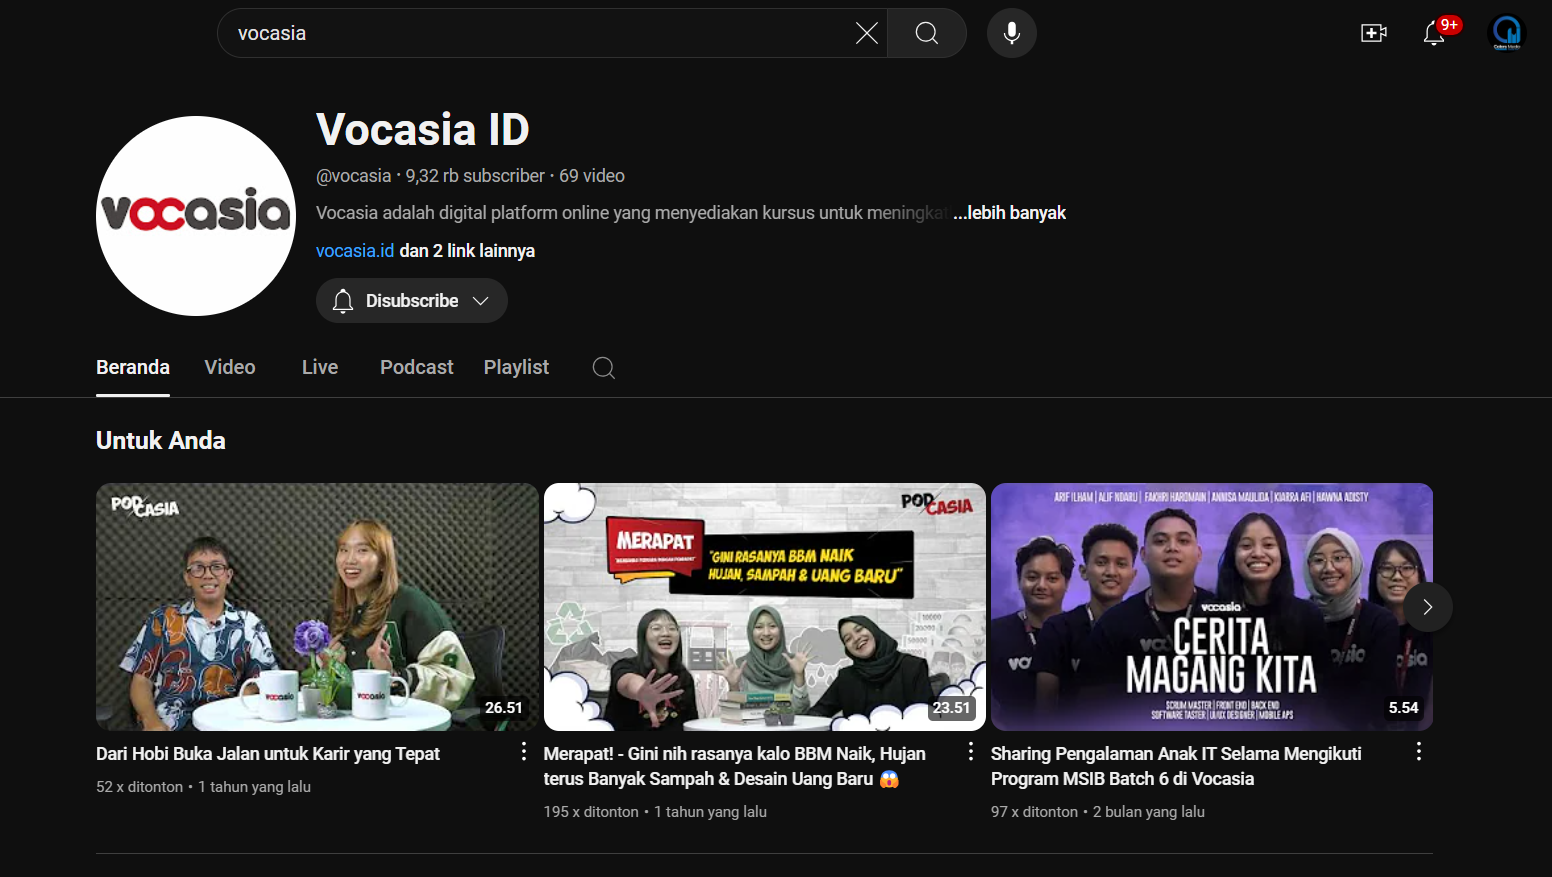 vocasia
9+
vocasia
Vocasia ID
@vocasia • 9,32 rb subscriber • 69 video
Vocasia adalah digital platform online yang menyediakan kursus untuk meningkat ...lebih banyak
vocasia.id dan 2 link lainnya
Disubscribe
Beranda Video Live Podcast Playlist
Untuk Anda
PODCASIA
vocasia
vocasia
26.51
PODCASIA
MERAPAT
"GINI RASANYA BBM NAIK
HUJAN, SAMPAH & UANG BARU"
23.51
ARIF ILHAM | ALIF NDARU | FAKHRI HARDMAIN | ANNISA MAULIDA | KIARRA AFI | HAWNA ADISTY
vocasia
CERITA
MAGANG KITA
SCRUM MASTER | FRONT END | BACK END
SOFTWARE TASTER | UI/UX DESIGNER | MOBILE APS
5.54
Dari Hobi Buka Jalan untuk Karir yang Tepat
52 x ditonton • 1 tahun yang lalu
Merapat! - Gini nih rasanya kalo BBM Naik, Hujan
terus Banyak Sampah & Desain Uang Baru 😱
195 x ditonton • 1 tahun yang lalu
Sharing Pengalaman Anak IT Selama Mengikuti
Program MSIB Batch 6 di Vocasia
97 x ditonton • 2 bulan yang lalu